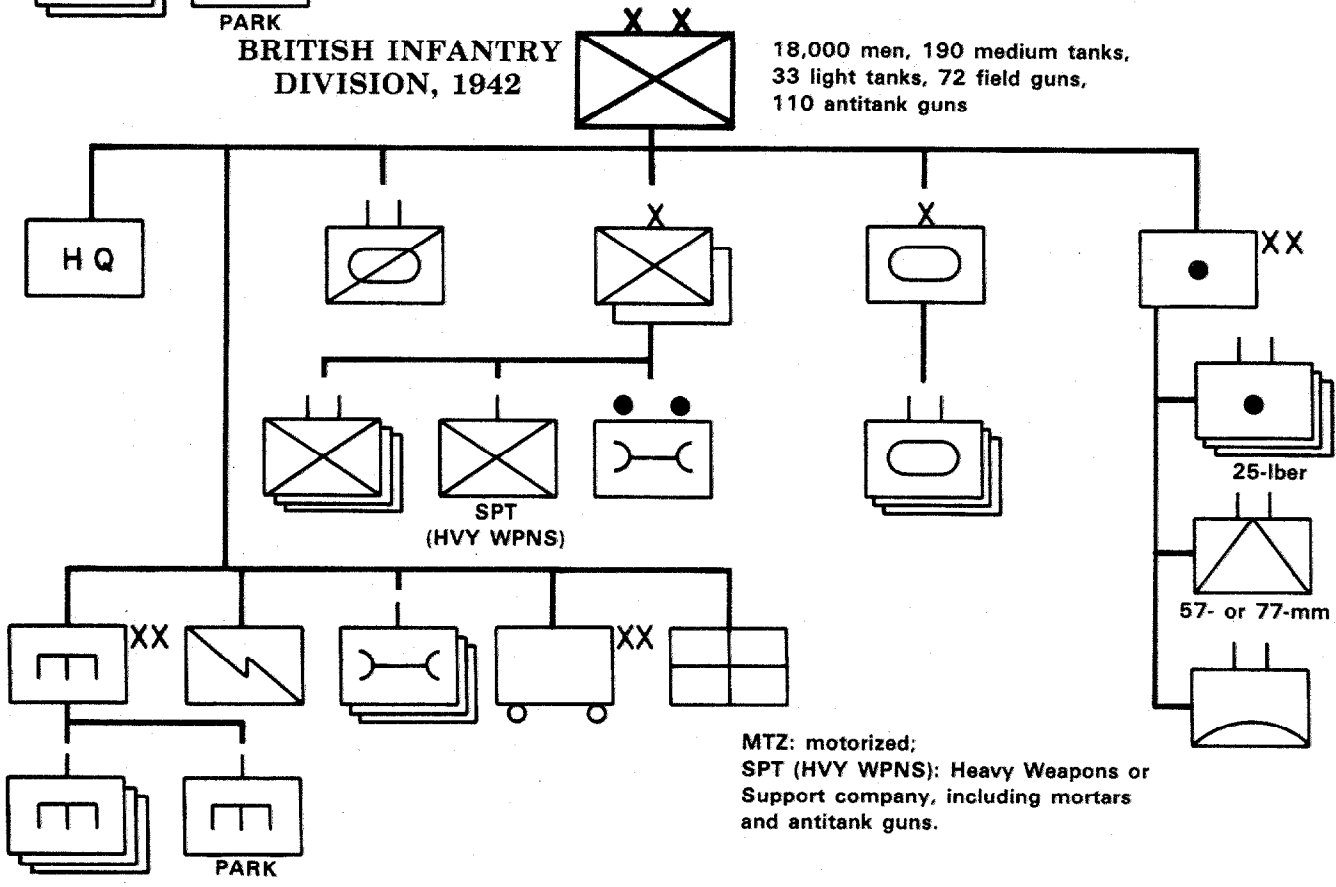 PARK
BRITISH INFANTRY
DIVISION, 1942
X X
18,000 men, 190 medium tanks,
33 light tanks, 72 field guns,
110 antitank guns
HQ
X
X
XX
25-lber
SPT
(HVY WPNS)
57- or 77-mm
XX
XX
MTZ: motorized;
SPT (HVY WPNS): Heavy Weapons or
Support company, including mortars
and antitank guns.
PARK